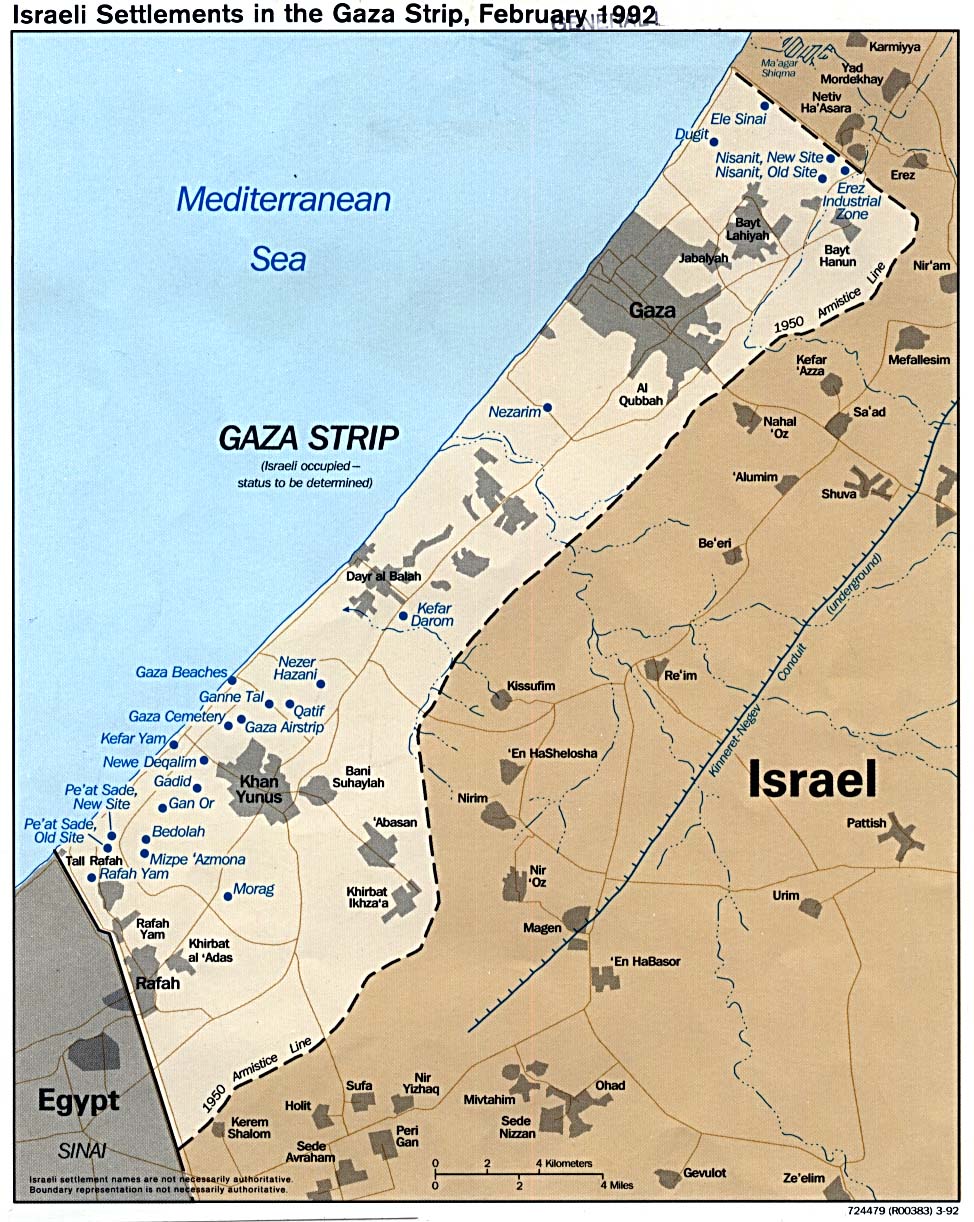 Israeli Settlements in the Gaza Strip, February 1992
GENERAL
Karmiyya
Ma'agar
Shiqma
Yad
Mordekhay
Netiv
Ha'Asara
Ele Sinai
Dugit
Nisanit, New Site
Nisanit, Old Site
Erez
Erez
Industrial
Zone
Mediterranean
Sea
Bayt
Lahiyah
Jabalyah
Bayt
Hanun
Nir'am
1950 Armistice Line
Gaza
Mefallesim
Kefar
'Azza
Al
Qubbah
Nezarim
Nahal
'Oz
Sa'ad
GAZA STRIP
(Israeli occupied—
status to be determined)
'Alumim
Shuva
Be'eri
(underground)
Dayr al Balah
Kefar
Darom
Conduit
Kinneret-Negev
Gaza Beaches
Nezer
Hazani
Ganne Tal
Qatif
Gaza Cemetery
Gaza Airstrip
Kissufim
Re'im
Kefar Yam
Newe Deqalim
Gadid
Gan Or
Khan
Yunus
Bani
Suhaylah
'En HaShelosha
Israel
Pe'at Sade,
New Site
Pe'at Sade,
Old Site
Bedolah
Mizpe 'Azmona
'Abasan
Nirim
Pattish
Tall Rafah
Rafah Yam
Morag
Khirbat
Ikhza'a
Nir
'Oz
Urim
Rafah
Yam
Khirbat
al 'Adas
Magen
Rafah
'En HaBasor
1950 Armistice Line
Egypt
SINAI
Kerem
Shalom
Holit
Sufa
Nir
Yizhaq
Mivtahim
Ohad
Sede
Nizzan
Sede
Avraham
Peri
Gan
Gevulot
Ze'elim
0 2 4 Kilometers
0 2 4 Miles
Israeli settlement names are not necessarily authoritative.
Boundary representation is not necessarily authoritative.
724479 (R00383) 3-92